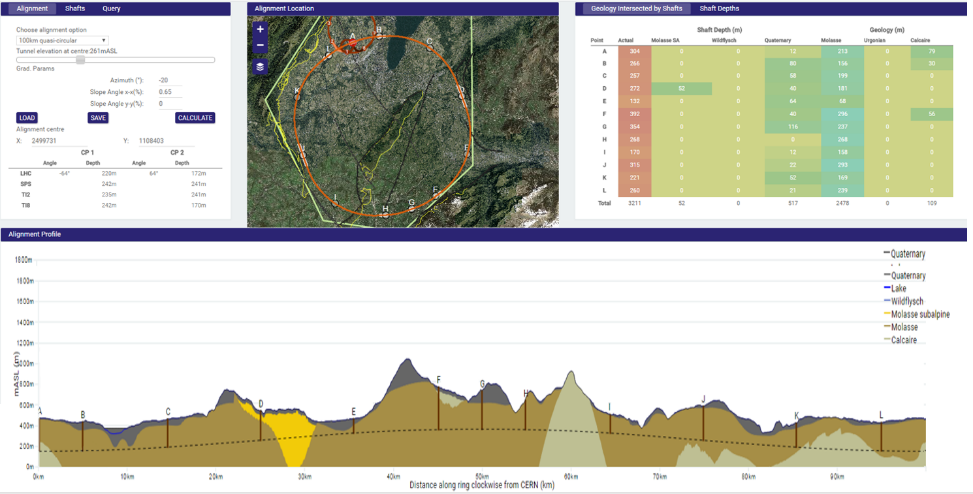 Alignment Shafts Query
Choose alignment option
100km quasi-circular
Tunnel elevation at centre:261mASL
Grad. Params
Azimuth (°): -20
Slope Angle x-x(%): 0.65
Slope Angle y-y(%): 0
LOAD SAVE CALCULATE
Alignment centre
X: 2499731 Y: 1108403
CP 1 CP 2
Angle Depth Angle Depth
LHC -64° 220m 64° 172m
SPS 242m 241m
TI2 235m 241m
TI8 242m 170m
Alignment Location
+
−
A
B
C
D
E
F
G
H
I
K
L
Geology Intersected by Shafts Shaft Depths
Shaft Depth (m) Geology (m)
Point Actual Molasse SA Wildflysch Quaternary Molasse Urgonian Calcaire
A 304 0 0 12 213 0 79
B 266 0 0 80 156 0 30
C 257 0 0 58 199 0 0
D 272 52 0 40 181 0 0
E 132 0 0 64 68 0 0
F 392 0 0 40 296 0 56
G 354 0 0 116 237 0 0
H 268 0 0 0 268 0 0
I 170 0 0 12 158 0 0
J 315 0 0 22 293 0 0
K 221 0 0 52 169 0 0
L 260 0 0 21 239 0 0
Total 3211 52 0 517 2478 0 109
Alignment Profile
Quaternary
Quaternary
Lake
Wildflysch
Molasse subalpine
Molasse
Calcaire
mASL (m)
1800m
1600m
1400m
1200m
1000m
800m
600m
400m
200m
0m
A B C D E F G H I J K L
0km 10km 20km 30km 40km 50km 60km 70km 80km 90km
Distance along ring clockwise from CERN (km)